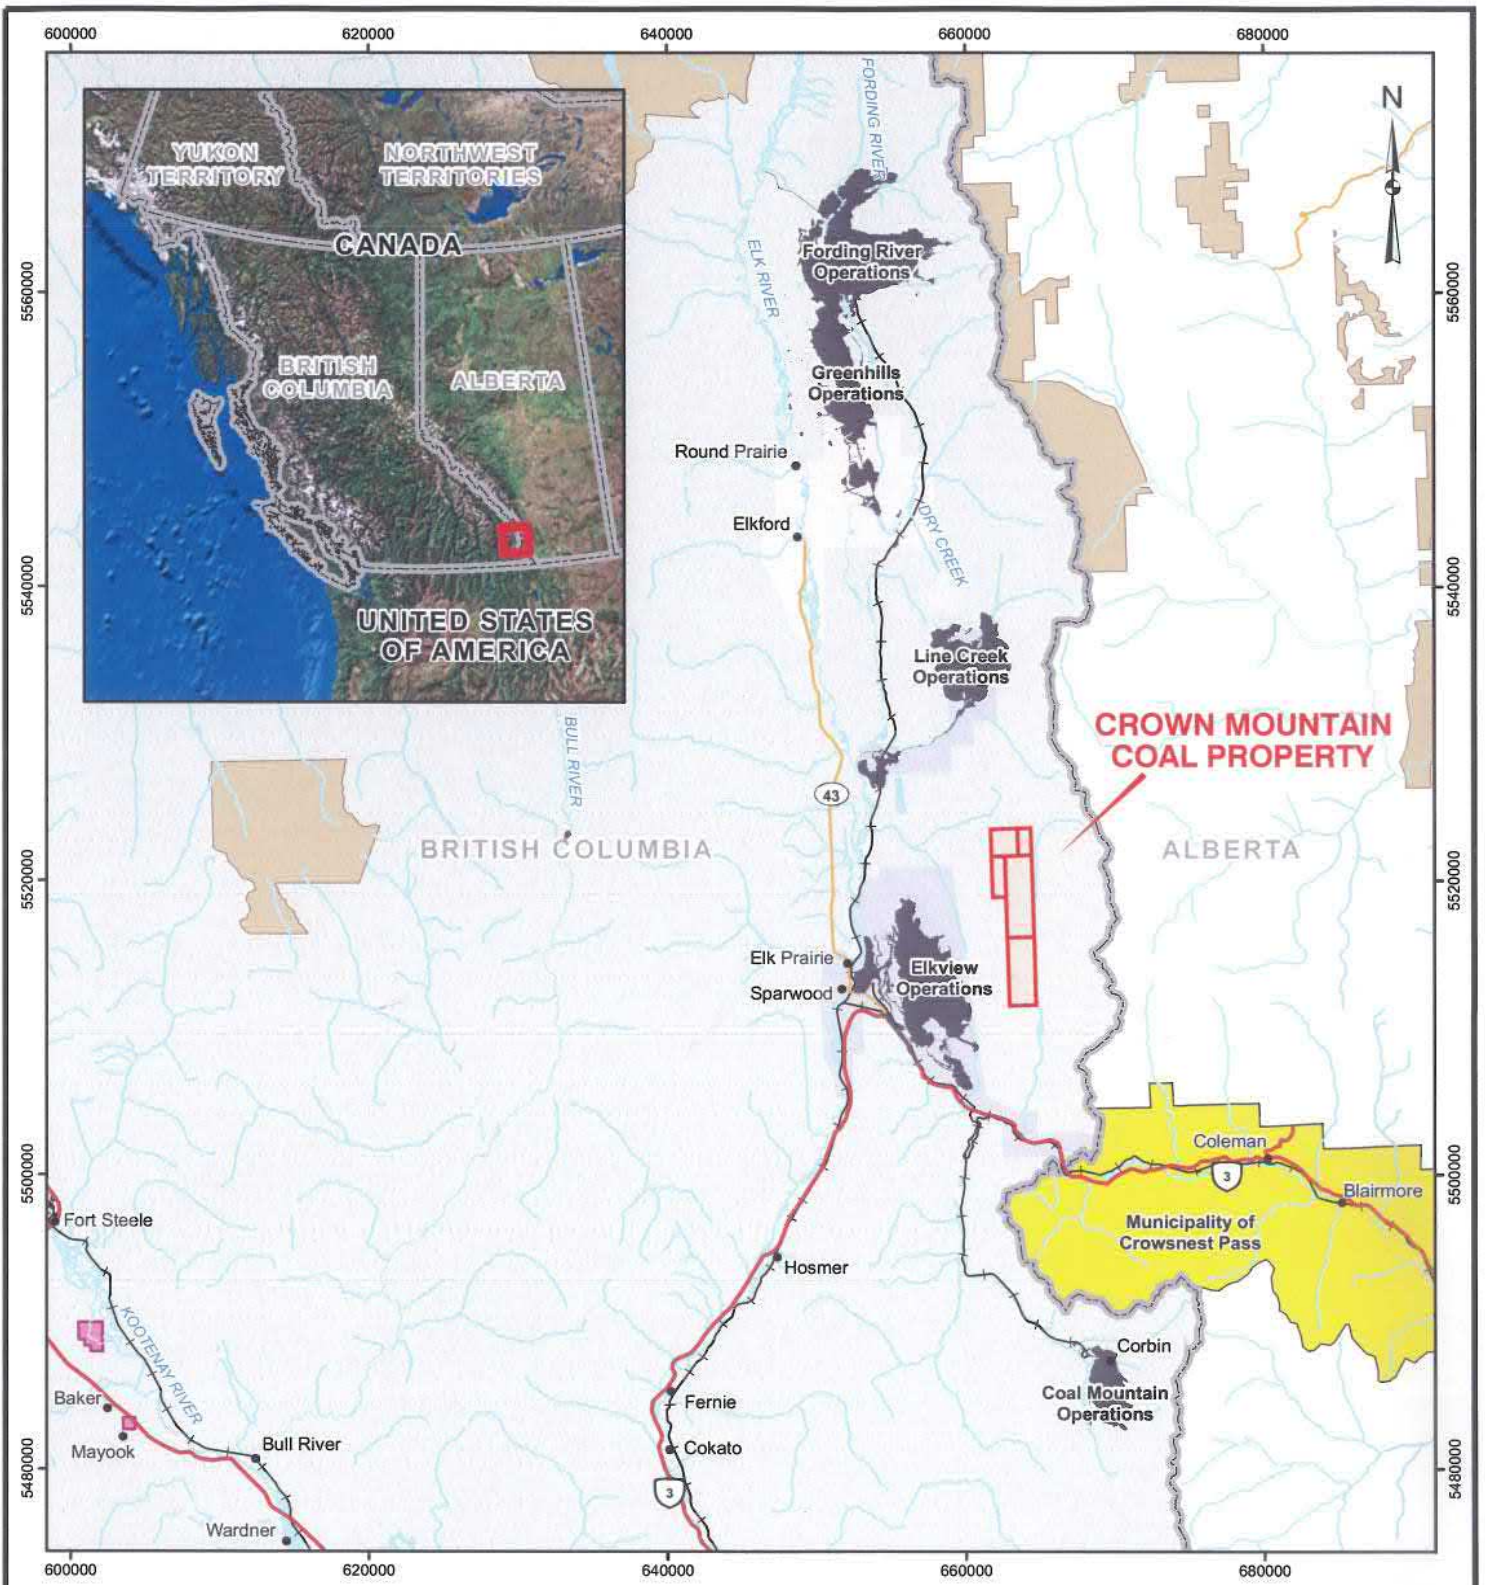 600000
620000
640000
660000
680000
N
FORDING RIVER
YUKON
TERRITORY
NORTHWEST
TERRITORIES
CANADA
BRITISH
COLUMBIA
ALBERTA
UNITED STATES
OF AMERICA
5560000
5560000
ELK RIVER
Fording River
Operations
Greenhills
Operations
Round Prairie
Elkford
DRY CREEK
5540000
5540000
Line Creek
Operations
CROWN MOUNTAIN
COAL PROPERTY
BULL RIVER
43
BRITISH COLUMBIA
ALBERTA
5520000
5520000
Elk Prairie
Sparwood
Elkview
Operations
Coleman
3
Blairmore
5500000
5500000
Fort Steele
Municipality of
Crowsnest Pass
Hosmer
KOOTENAY RIVER
Corbin
Baker
Fernie
Coal Mountain
Operations
Mayook
Bull River
Cokato
5480000
5480000
3
Wardner
600000
620000
640000
660000
680000